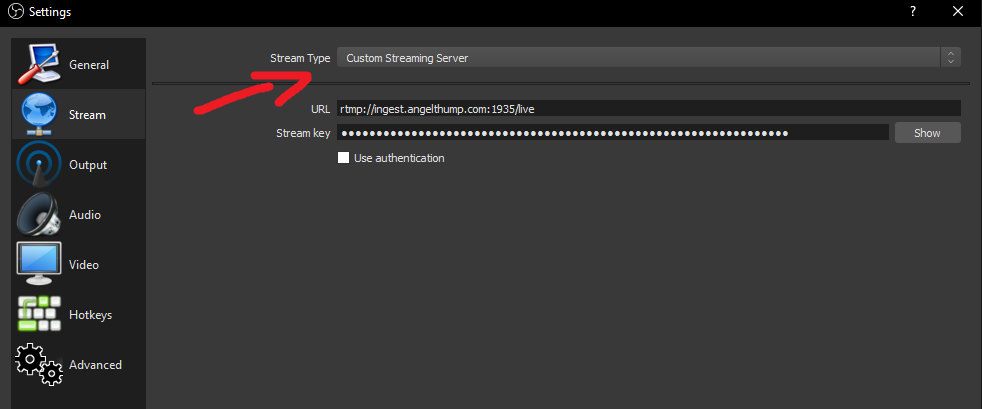 Settings
?
General
Stream
Output
Audio
Video
Hotkeys
Advanced
Stream Type Custom Streaming Server
URL rtmp://ingest.angelthump.com:1935/live
Stream key ●●●●●●●●●●●●●●●●●●●●●●●●●●●●●●●●●●●●●●●●●●●●●●●●●●●●●●●●●●●●●●●● Show
Use authentication